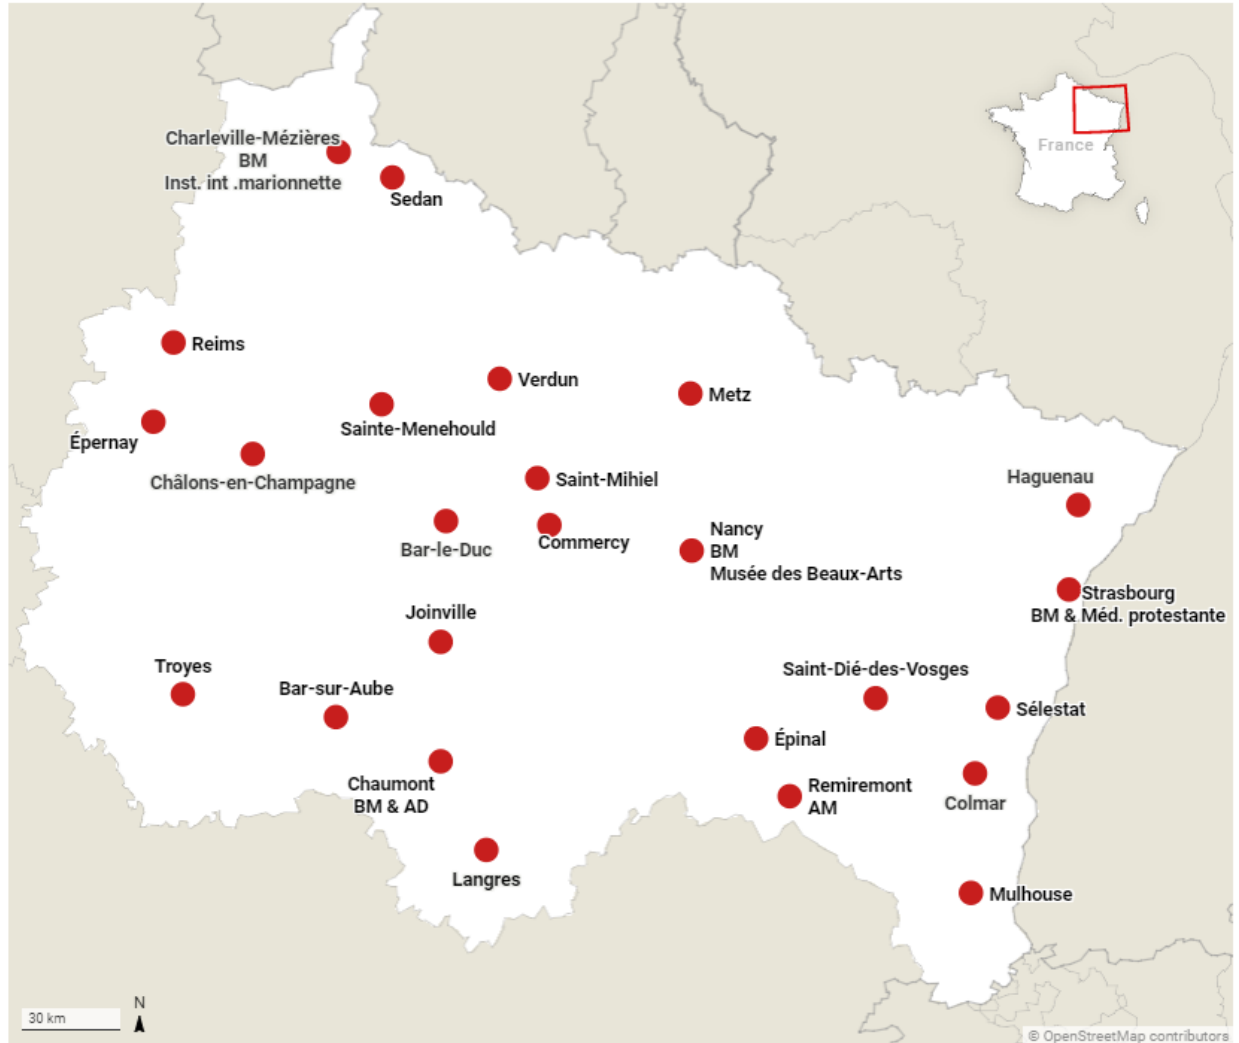 Charleville-Mézières
BM
Inst. int .marionnette
Sedan
France
Reims
Verdun
Metz
Sainte-Menehould
Épernay
Châlons-en-Champagne
Saint-Mihiel
Haguenau
Bar-le-Duc
Commercy
Nancy
BM
Musée des Beaux-Arts
Strasbourg
BM & Méd. protestante
Joinville
Troyes
Bar-sur-Aube
Saint-Dié-des-Vosges
Sélestat
Épinal
Chaumont
BM & AD
Remiremont
AM
Colmar
Langres
Mulhouse
N
30 km
© OpenStreetMap contributors